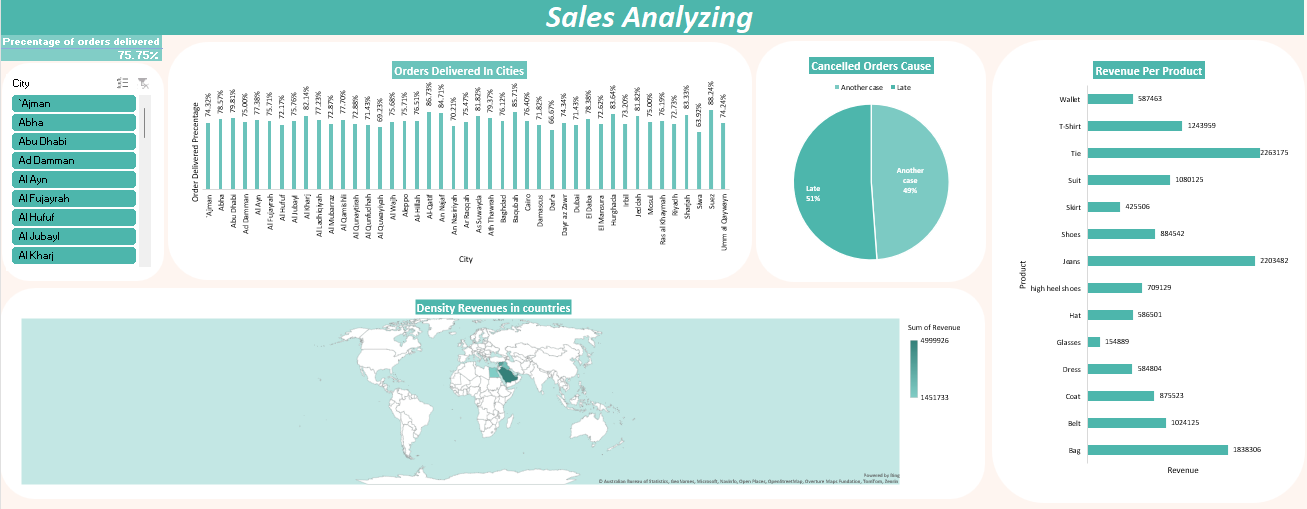 Sales Analyzing
Precentage of orders delivered
75.75%
City
`Ajman
Abha
Abu Dhabi
Ad Damman
Al Ayn
Al Fujayrah
Al Hufuf
Al Jubayl
Al Kharj
Orders Delivered In Cities
Order Delivered Precentage
74.32%
78.57%
79.81%
75.00%
77.38%
75.71%
72.17%
75.76%
82.14%
77.23%
72.87%
77.70%
72.88%
71.43%
69.23%
75.68%
75.71%
76.51%
86.73%
84.71%
70.21%
75.47%
81.82%
79.37%
76.12%
85.71%
76.40%
71.82%
66.67%
74.34%
71.43%
78.38%
72.62%
83.64%
73.20%
81.82%
75.00%
76.19%
72.73%
83.33%
63.92%
88.24%
74.24%
`Ajman
Abha
Abu Dhabi
Ad Damman
Al Ayn
Al Fujayrah
Al Hufuf
Al Jubayl
Al Kharj
Al Ladhiqiyah
Al Mubarraz
Al Qamishli
Al Qunaytirah
Al Qunfudhah
Al Quwayiyah
Al Wajh
Aleppo
Al-Hillah
Al-Qatif
An Najaf
An Nasiriyah
Ar Raqqah
As Suwayda
Ath Thawrah
Baghdad
Baqubah
Cairo
Damascus
Dar'a
Dayr az Zawr
Dubai
El Daba
El Mansura
Hurghada
Irbil
Jeddah
Mosul
Ras al Khaymah
Riyadh
Sharjah
Siwa
Suez
Umm al Qaywayn
City
Cancelled Orders Cause
Another case
Late
Another
case
49%
Late
51%
Revenue Per Product
Product
Wallet 587463
T-Shirt 1243959
Tie 2263175
Suit 1080125
Skirt 425506
Shoes 884542
Jeans 2203482
high heel shoes 709129
Hat 586501
Glasses 154889
Dress 584804
Coat 875523
Belt 1024125
Bag 1838306
Revenue
Density Revenues in countries
Sum of Revenue
4999926
1451733
Powered by Bing
© Australian Bureau of Statistics, GeoNames, Microsoft, Navinfo, Open Places, OpenStreetMap, Overture Maps Fundation, TomTom, Zenrin